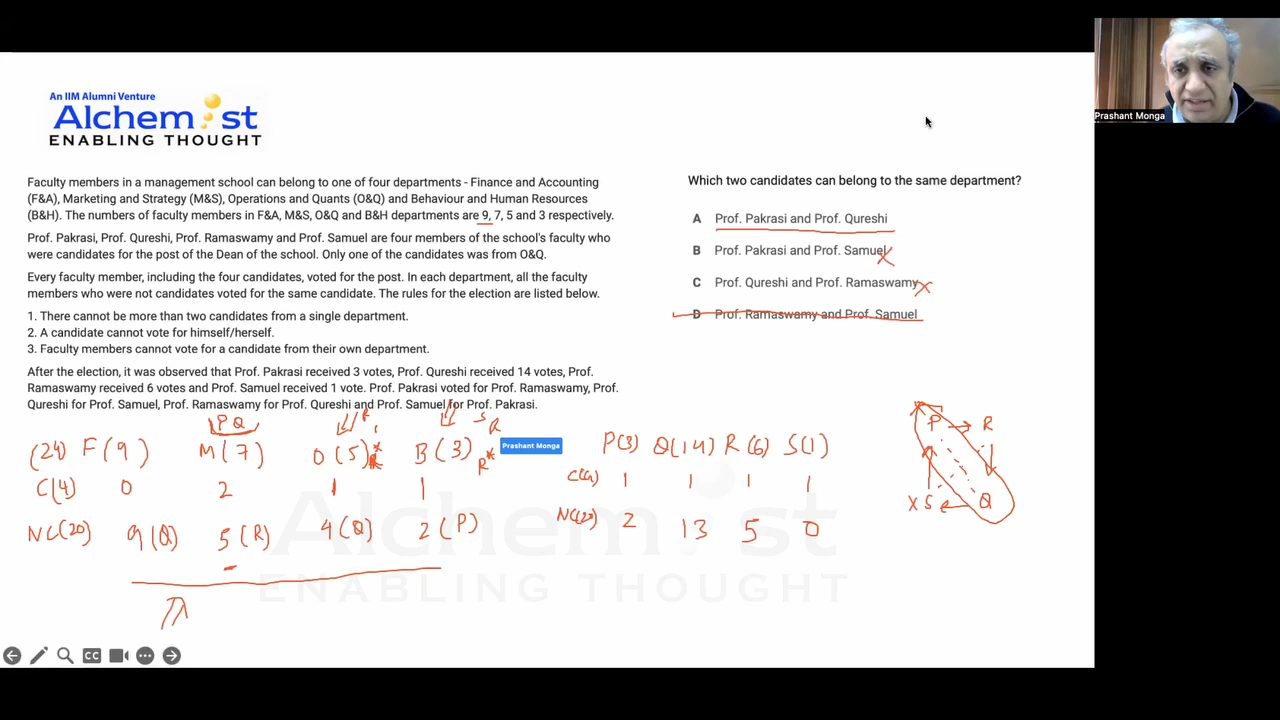 An IIM Alumni Venture
Alchemist
ENABLING THOUGHT
Prashant Monga
Faculty members in a management school can belong to one of four departments - Finance and Accounting
(F&A), Marketing and Strategy (M&S), Operations and Quants (O&Q) and Behaviour and Human Resources
(B&H). The numbers of faculty members in F&A, M&S, O&Q and B&H departments are 9, 7, 5 and 3 respectively.
Prof. Pakrasi, Prof. Qureshi, Prof. Ramaswamy and Prof. Samuel are four members of the school's faculty who
were candidates for the post of the Dean of the school. Only one of the candidates was from O&Q.
Every faculty member, including the four candidates, voted for the post. In each department, all the faculty
members who were not candidates voted for the same candidate. The rules for the election are listed below.
1. There cannot be more than two candidates from a single department.
2. A candidate cannot vote for himself/herself.
3. Faculty members cannot vote for a candidate from their own department.
After the election, it was observed that Prof. Pakrasi received 3 votes, Prof. Qureshi received 14 votes, Prof.
Ramaswamy received 6 votes and Prof. Samuel received 1 vote. Prof. Pakrasi voted for Prof. Ramaswamy, Prof.
Qureshi for Prof. Samuel, Prof. Ramaswamy for Prof. Qureshi and Prof. Samuel for Prof. Pakrasi.
Which two candidates can belong to the same department?
A Prof. Pakrasi and Prof. Qureshi
B Prof. Pakrasi and Prof. Samuel X
C Prof. Qureshi and Prof. Ramaswamy X
D Prof. Ramaswamy and Prof. Samuel
PQ
S
R
(24) F(9) M(7) O(5)* B(3) R*
C(4) 0 2 1 1
NC(20) 9(Q) 5(R) 4(Q) 2(P)
Prashant Monga
P(3) Q(14) R(6) S(1)
C(4) 1 1 1 1
NC(20) 2 13 5 0
P R
X S Q
Alchemist
ENABLING THOUGHT
CC